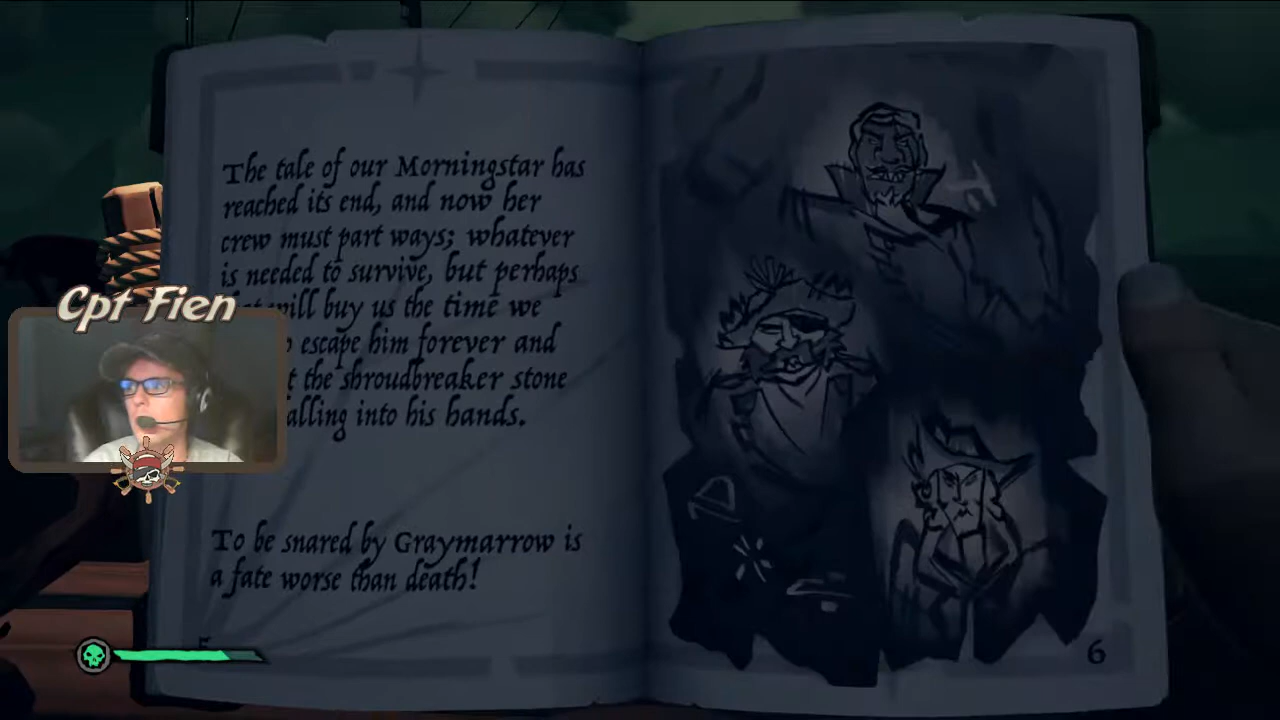 The tale of our Morningstar has
reached its end, and now her
crew must part ways; whatever
is needed to survive, but perhaps
will buy us the time we
escape him forever and
the shroudbreaker stone
falling into his hands.
To be snared by Graymarrow is
a fate worse than death!
Cpt Fien
6